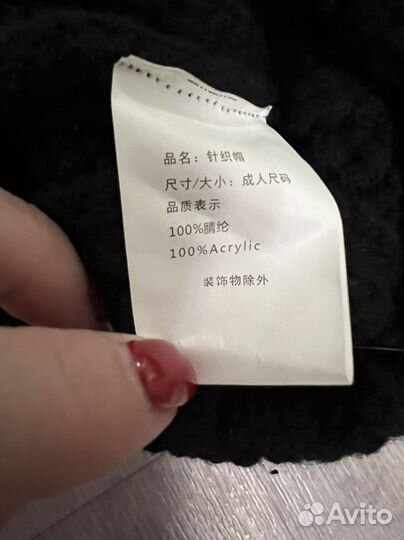 品名：针织帽
尺寸/大小：成人尺码
品质表示
100%腈纶
100%Acrylic
装饰物除外
Avito